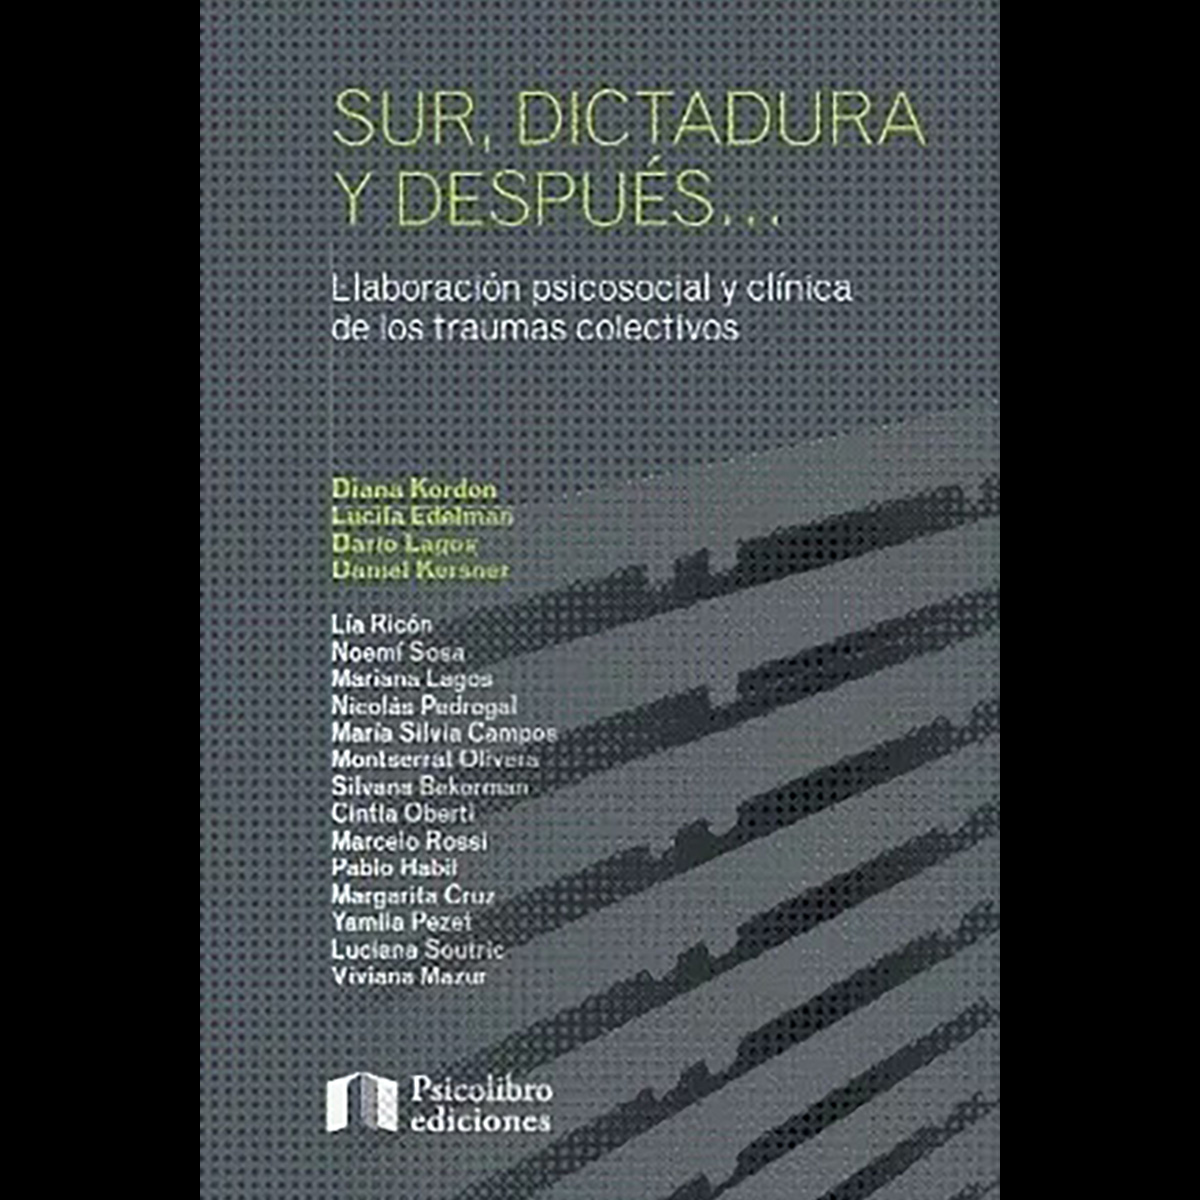 SUR, DICTADURA
Y DESPUÉS...
Elaboración psicosocial y clínica
de los traumas colectivos
Diana Kordon
Lucila Edelman
Darío Lagos
Daniel Kersner
Lía Ricón
Noemí Sosa
Mariana Lagos
Nicolás Pedregal
María Silvia Campos
Montserrat Olivera
Silvana Bekerman
Cintia Oberti
Marcelo Rossi
Pablo Habif
Margarita Cruz
Yamila Pezet
Luciana Soutric
Viviana Mazur
Psicolibro
ediciones